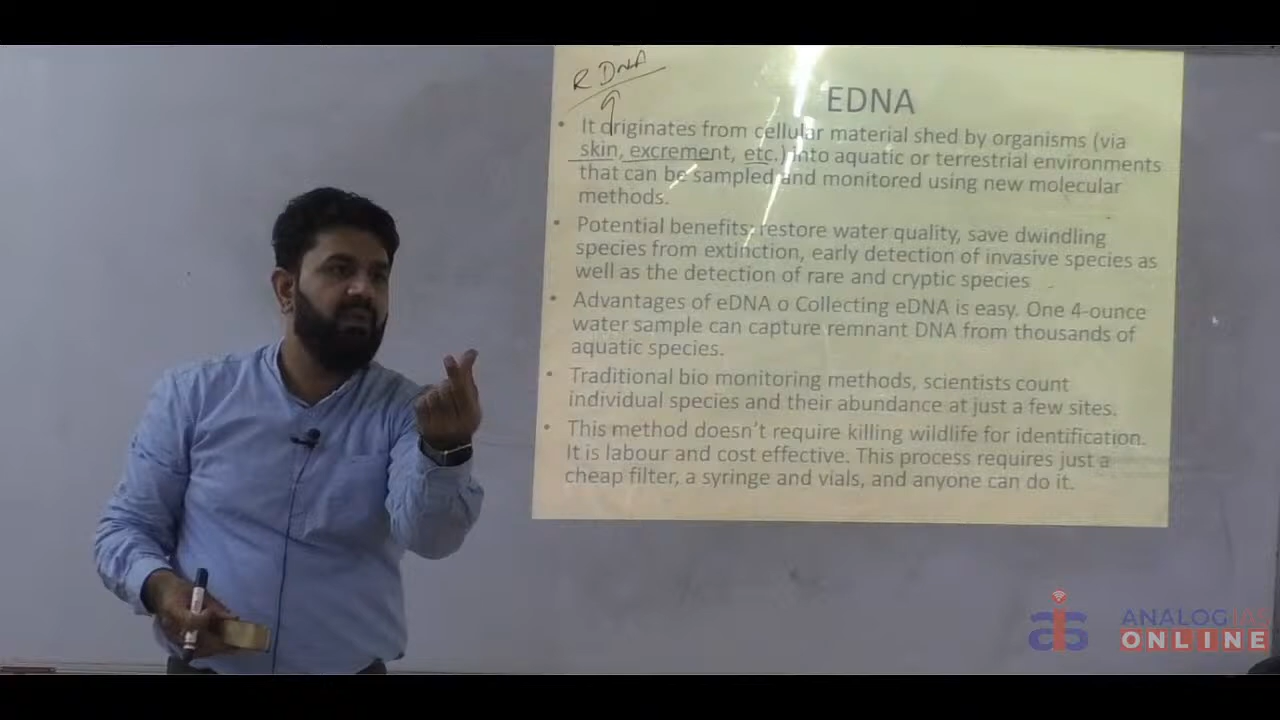 R DNA
EDNA
• It originates from cellular material shed by organisms (via
skin, excrement, etc.) into aquatic or terrestrial environments
that can be sampled and monitored using new molecular
methods.
• Potential benefits: restore water quality, save dwindling
species from extinction, early detection of invasive species as
well as the detection of rare and cryptic species
• Advantages of eDNA o Collecting eDNA is easy. One 4-ounce
water sample can capture remnant DNA from thousands of
aquatic species.
• Traditional bio monitoring methods, scientists count
individual species and their abundance at just a few sites.
• This method doesn't require killing wildlife for identification.
It is labour and cost effective. This process requires just a
cheap filter, a syringe and vials, and anyone can do it.
ANALOG IAS
ONLINE